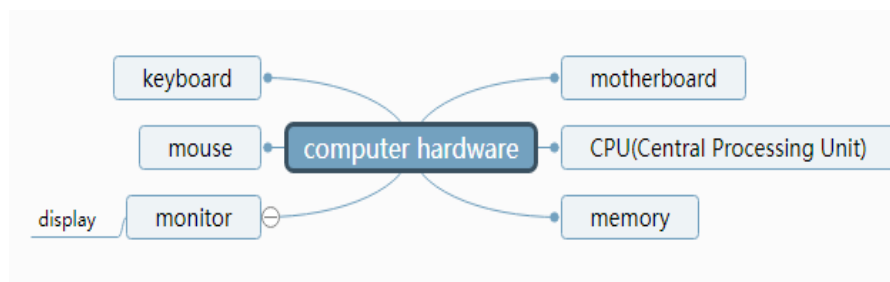 keyboard
motherboard
mouse
computer hardware
CPU(Central Processing Unit)
display
monitor
memory